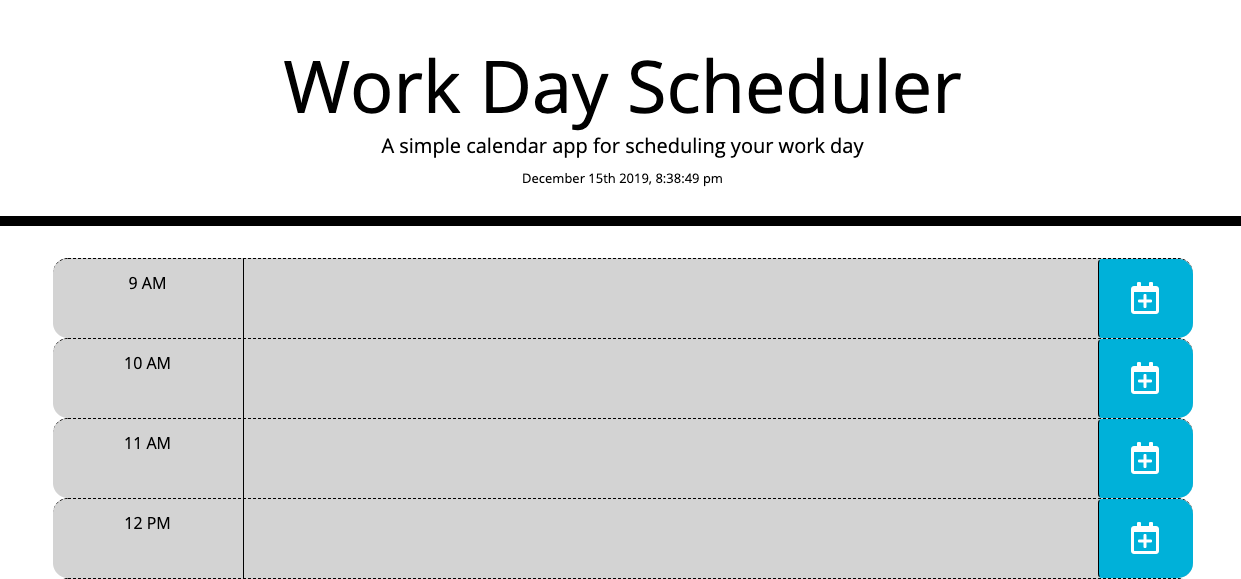 Work Day Scheduler
A simple calendar app for scheduling your work day
December 15th 2019, 8:38:49 pm
9 AM
10 AM
11 AM
12 PM